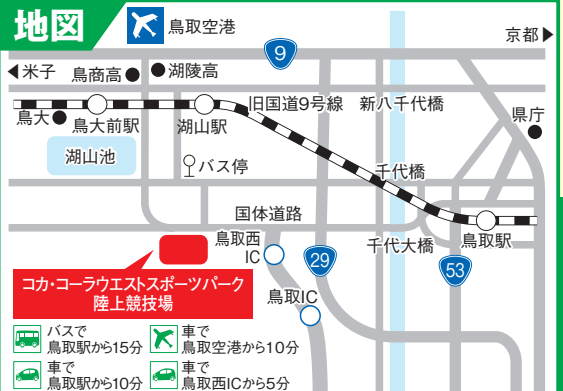 地図
鳥取空港
9
京都▶
◀米子
鳥商高
湖陵高
旧国道9号線
新八千代橋
県庁
鳥大
鳥大前駅
湖山駅
湖山池
バス停
千代橋
国体道路
鳥取西
IC
29
千代大橋
53
鳥取駅
鳥取IC
コカ・コーラウエストスポーツパーク
陸上競技場
バスで
鳥取駅から15分
車で
鳥取空港から10分
車で
鳥取駅から10分
車で
鳥取西ICから5分